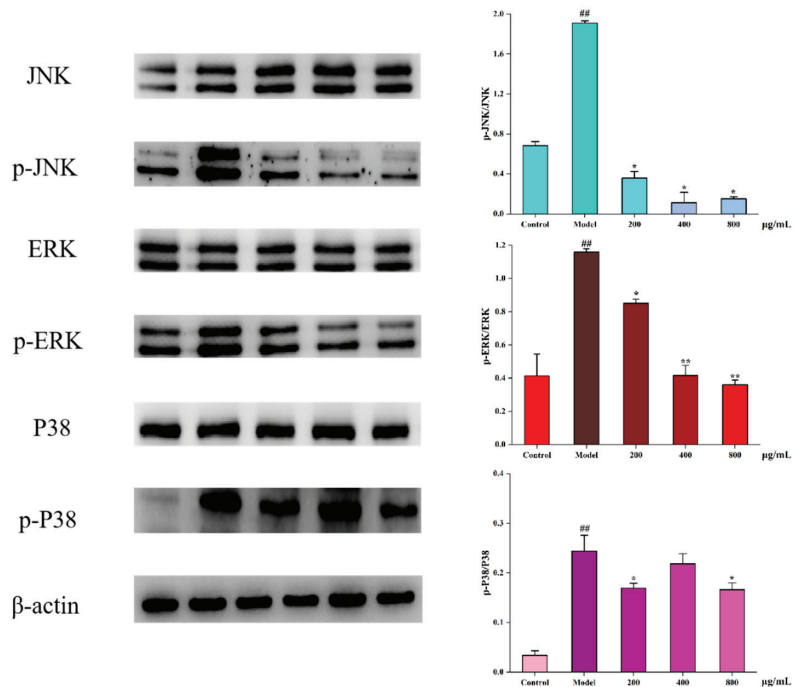 JNK
p-JNK
ERK
p-ERK
P38
p-P38
β-actin
p-JNK/JNK
2.0
1.6
1.2
0.8
0.4
0.0
##
*
*
*
Control Model 200 400 800 μg/mL
p-ERK/ERK
1.2
1.0
0.8
0.6
0.4
0.2
0.0
##
*
**
**
Control Model 200 400 800 μg/mL
p-P38/P38
0.4
0.3
0.2
0.1
0.0
##
*
*
Control Model 200 400 800 μg/mL